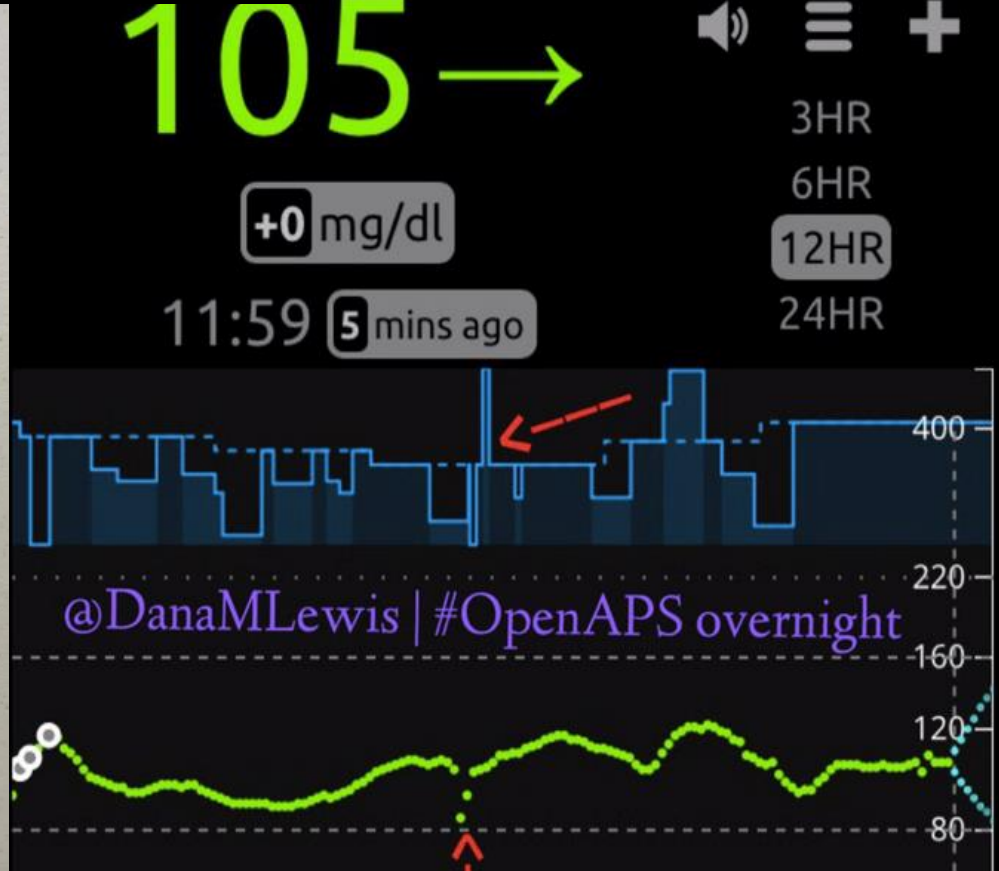 105→
3HR
6HR
+0 mg/dl
12HR
11:59 5 mins ago
24HR
400
220
@DanaMLewis | #OpenAPS overnight
160
120
80